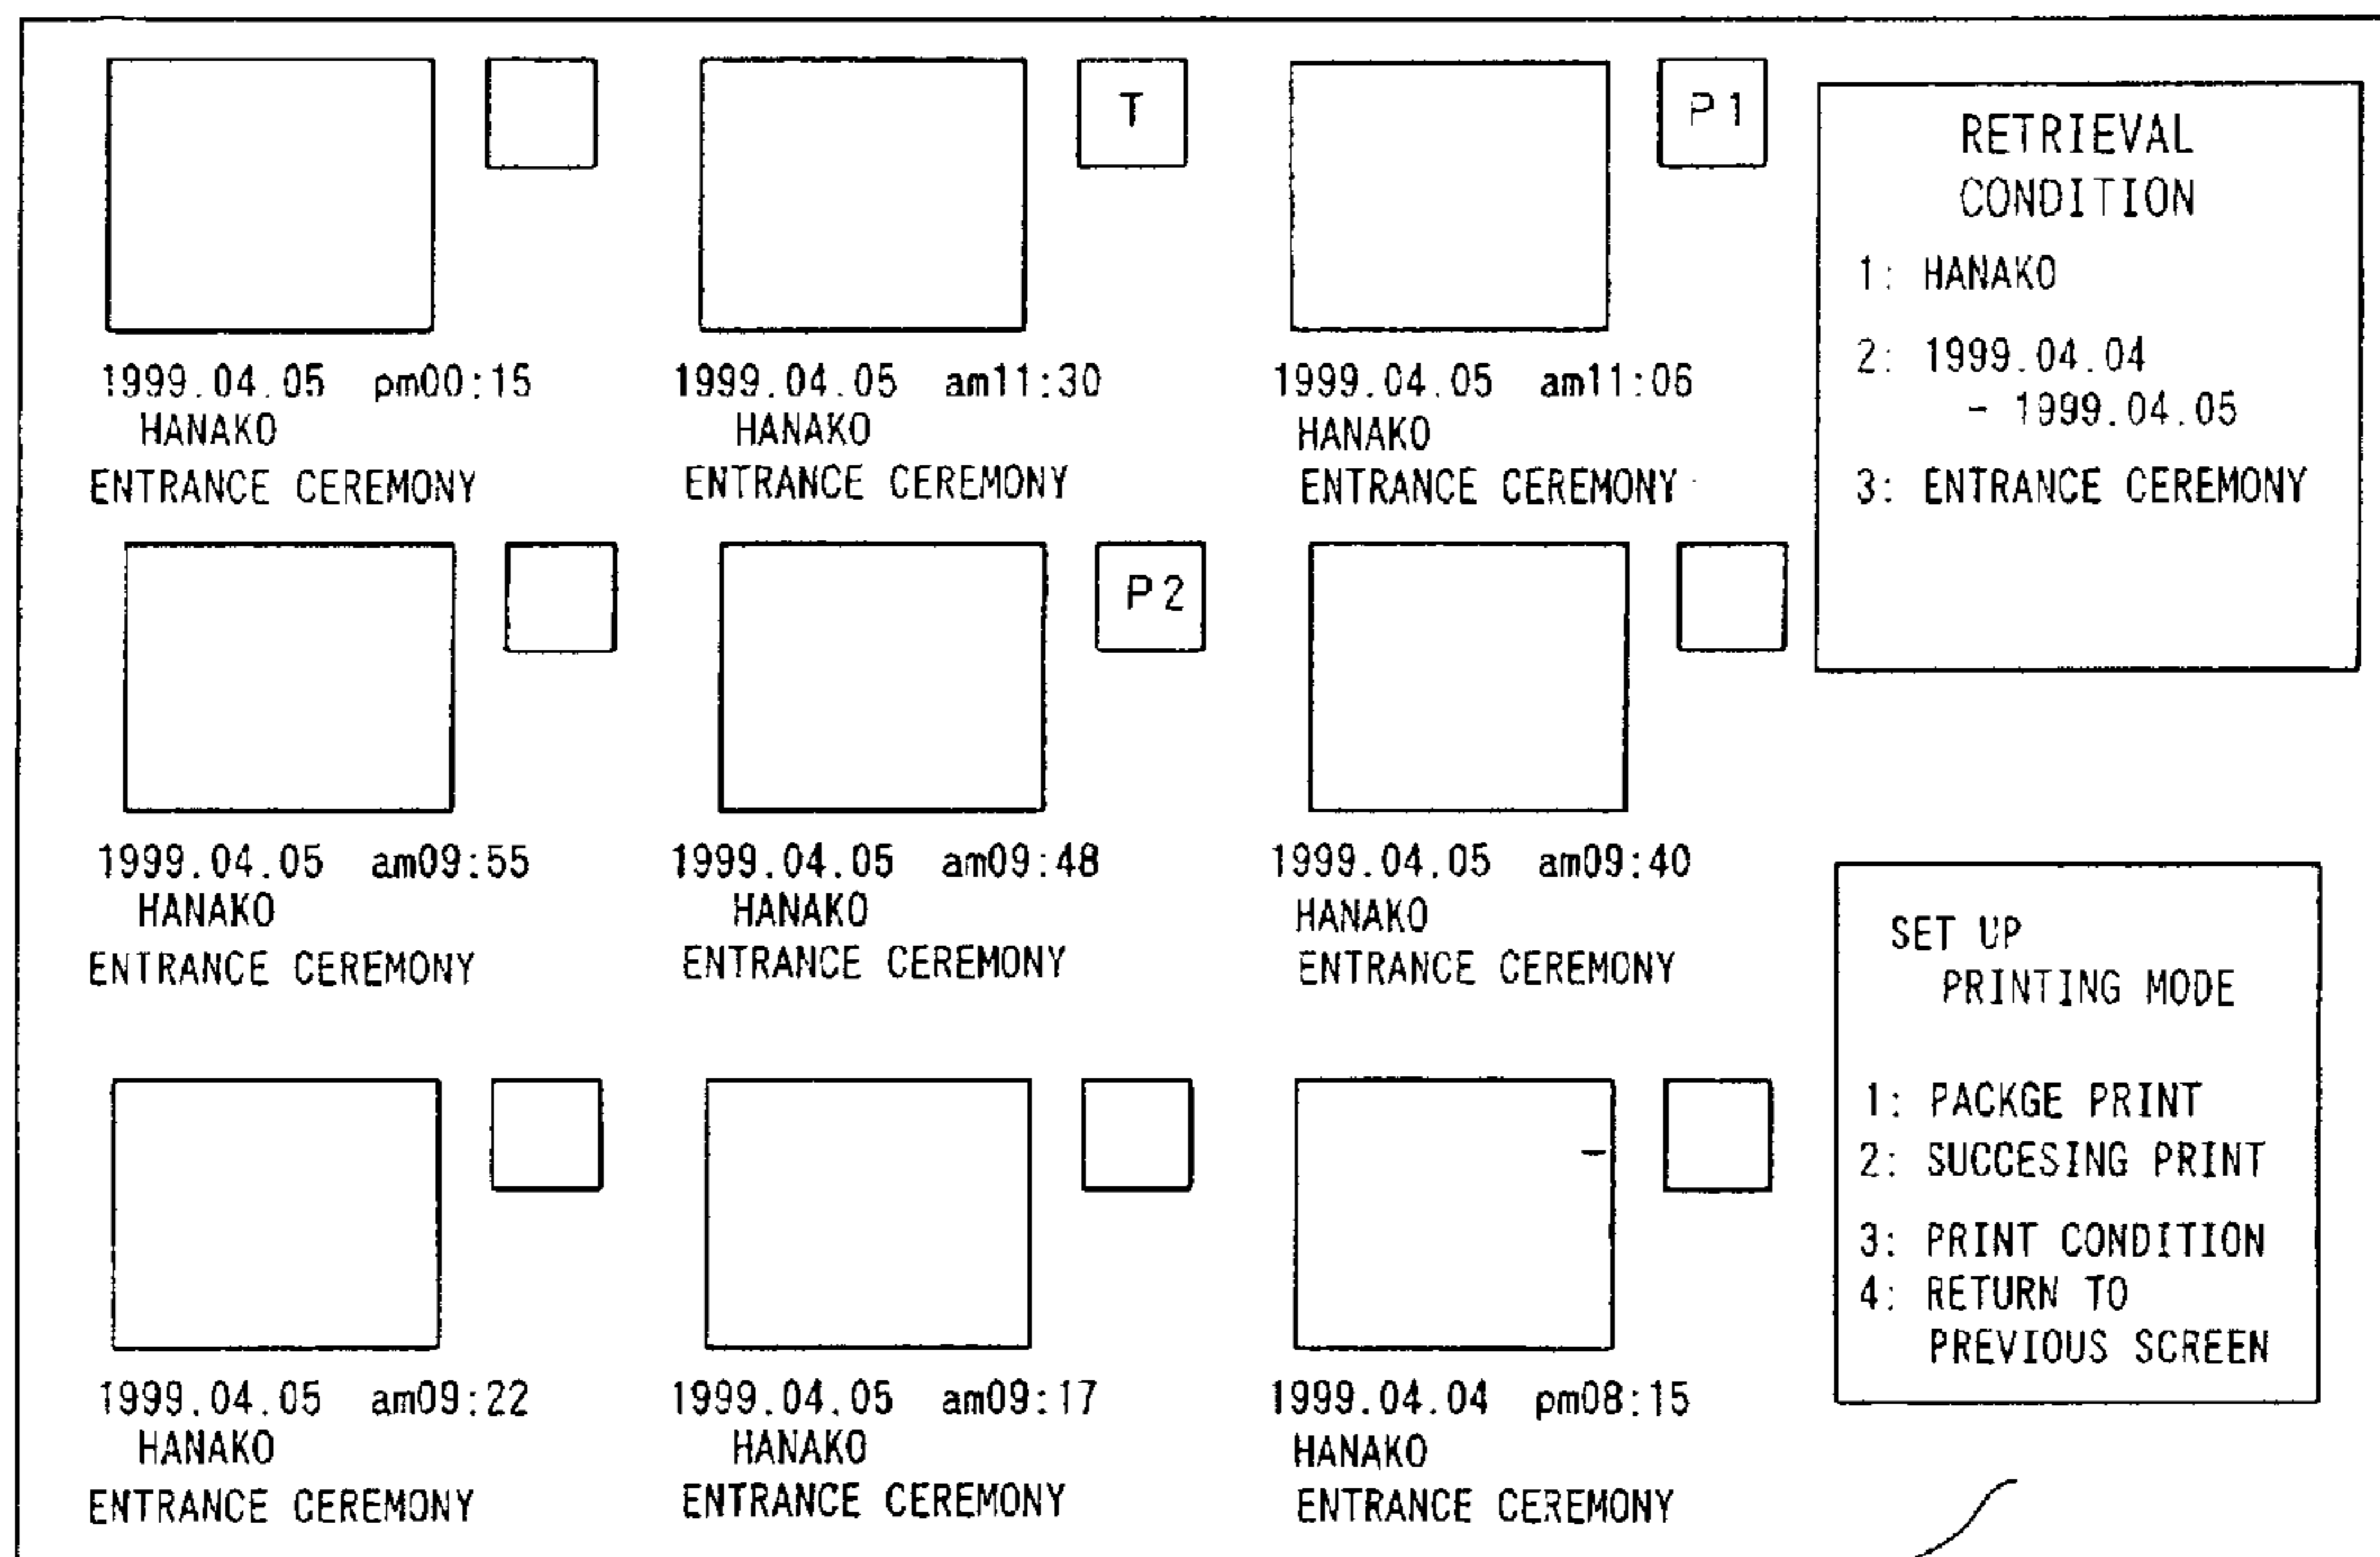 T
P1
1999.04.05 pm00:15
HANAKO
ENTRANCE CEREMONY
1999.04.05 am11:30
HANAKO
ENTRANCE CEREMONY
1999.04.05 am11:06
HANAKO
ENTRANCE CEREMONY
P2
1999.04.05 am09:55
HANAKO
ENTRANCE CEREMONY
1999.04.05 am09:48
HANAKO
ENTRANCE CEREMONY
1999.04.05 am09:40
HANAKO
ENTRANCE CEREMONY
1999.04.05 am09:22
HANAKO
ENTRANCE CEREMONY
1999.04.05 am09:17
HANAKO
ENTRANCE CEREMONY
1999.04.04 pm08:15
HANAKO
ENTRANCE CEREMONY
RETRIEVAL
CONDITION
1: HANAKO
2: 1999.04.04
- 1999.04.05
3: ENTRANCE CEREMONY
SET UP
PRINTING MODE
1: PACKGE PRINT
2: SUCCESING PRINT
3: PRINT CONDITION
4: RETURN TO
PREVIOUS SCREEN